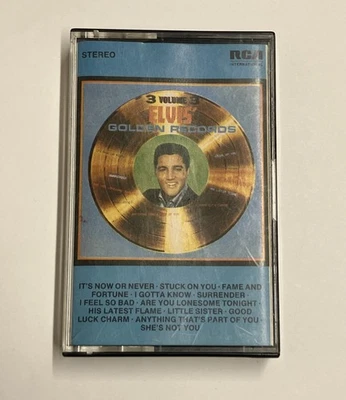 STEREO
RCA
INTERNATIONAL
3 VOLUME 3
ELVIS'
GOLDEN RECORDS
IT'S NOW OR NEVER · STUCK ON YOU · FAME AND
FORTUNE · I GOTTA KNOW · SURRENDER ·
I FEEL SO BAD · ARE YOU LONESOME TONIGHT ·
HIS LATEST FLAME · LITTLE SISTER · GOOD
LUCK CHARM · ANYTHING THAT'S PART OF YOU ·
SHE'S NOT YOU